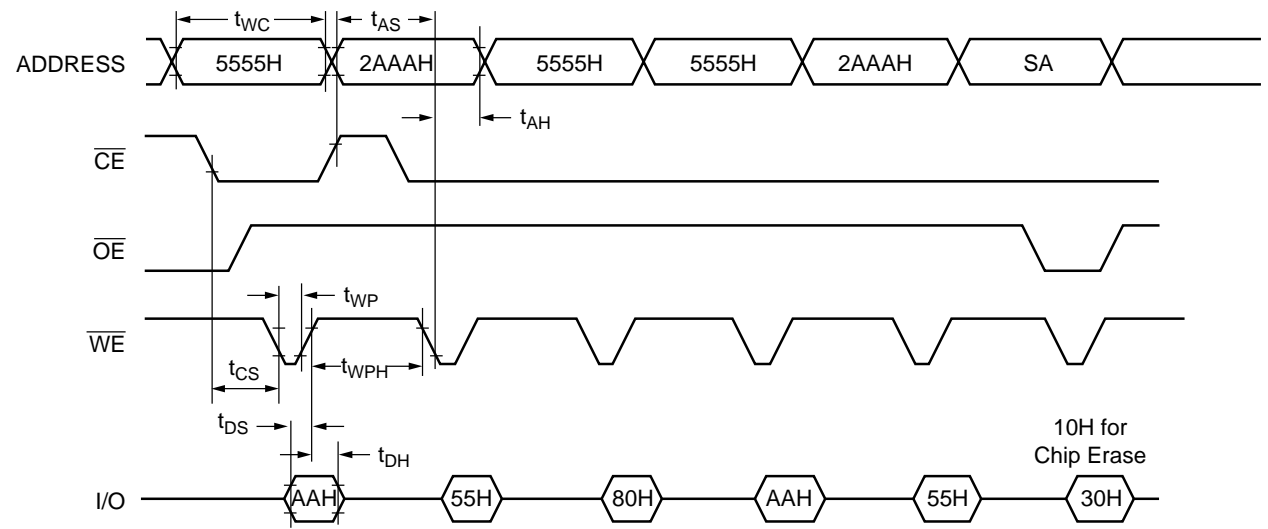 tWC tAS
ADDRESS 5555H 2AAAH 5555H 5555H 2AAAH SA
tAH
CE
OE
tWP
WE
tCS tWPH
tDS
10H for
Chip Erase
tDH
I/O AAH 55H 80H AAH 55H 30H